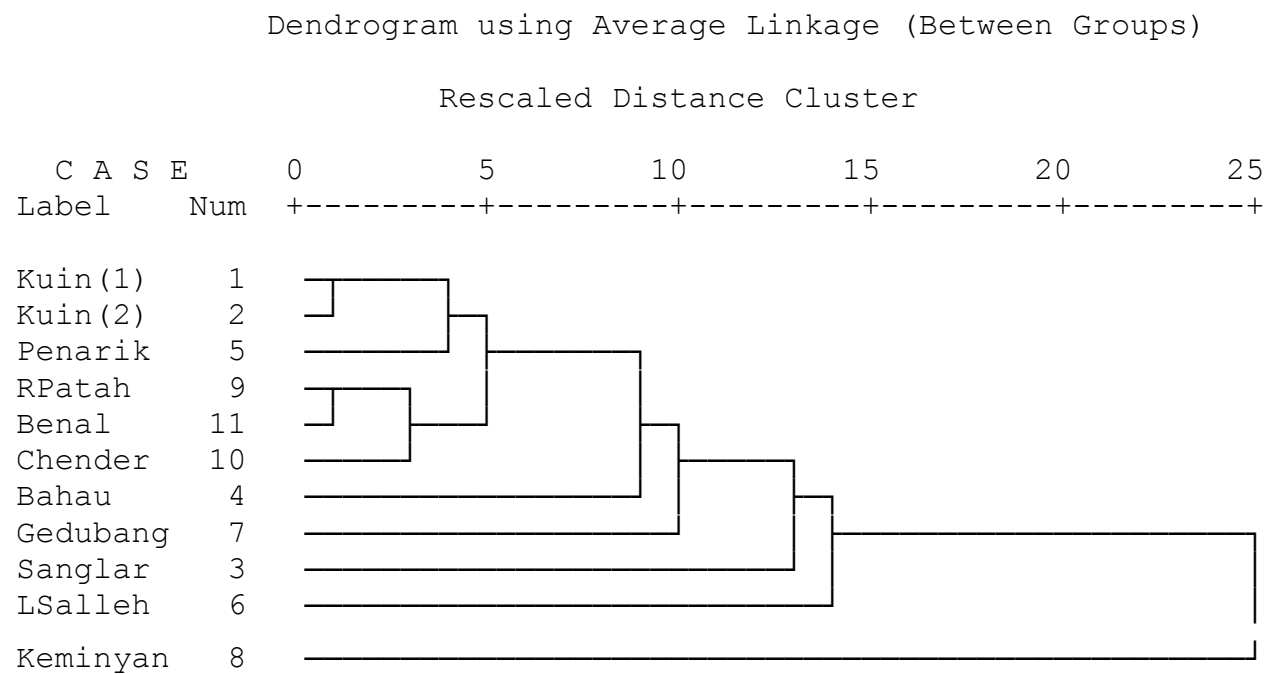 Dendrogram using Average Linkage (Between Groups)
Rescaled Distance Cluster
C A S E 0 5 10 15 20 25
Label Num +---------+---------+---------+---------+---------+
Kuin(1) 1
Kuin(2) 2
Penarik 5
RPatah 9
Benal 11
Chender 10
Bahau 4
Gedubang 7
Sanglar 3
LSalleh 6
Keminyan 8